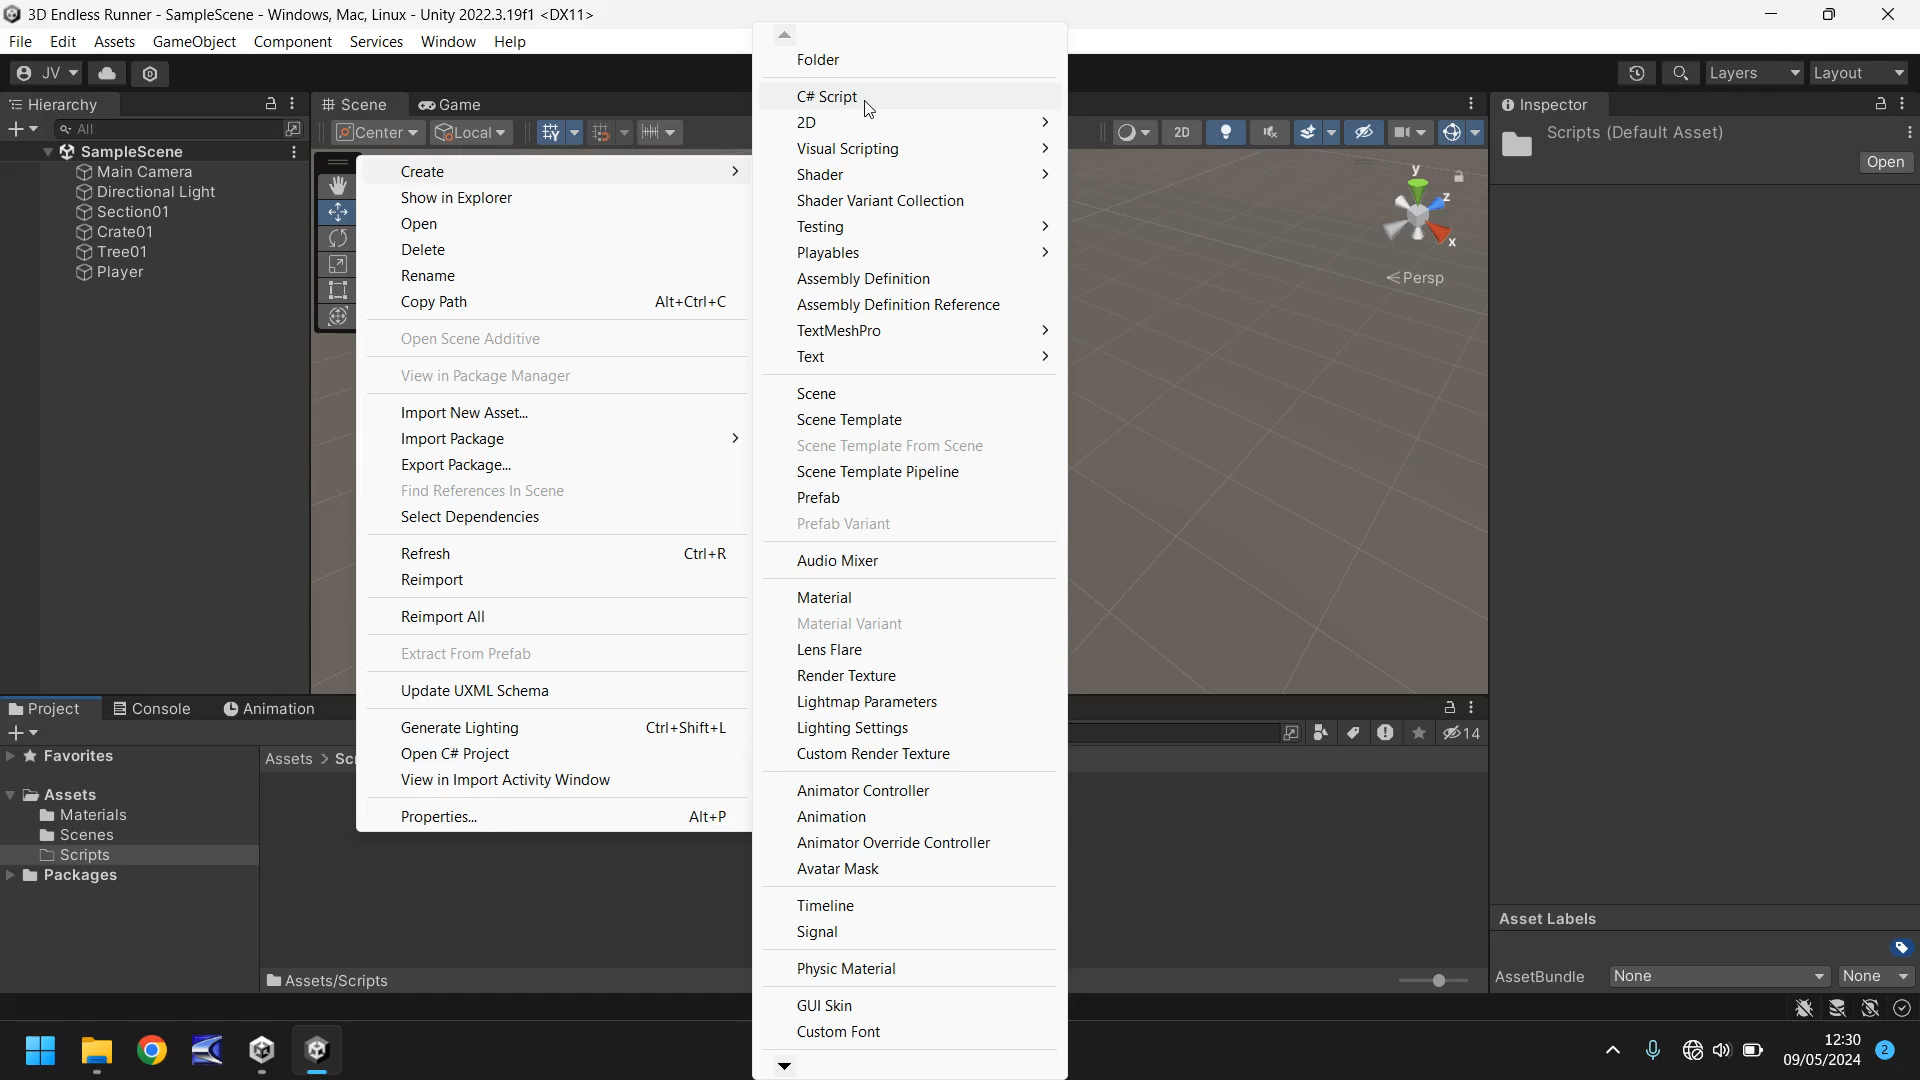 3D Endless Runner - SampleScene - Windows, Mac, Linux - Unity 2022.3.19f1 <DX11>
File Edit Assets GameObject Component Services Window Help
JV Layers Layout
Hierarchy Scene Game Inspector
All Center Local 2D Scripts (Default Asset)
Open
SampleScene
Main Camera
Directional Light
Section01
Crate01
Tree01
Player
Create
Show in Explorer
Open
Delete
Rename
Copy Path Alt+Ctrl+C
Open Scene Additive
View in Package Manager
Import New Asset...
Import Package
Export Package...
Find References In Scene
Select Dependencies
Refresh Ctrl+R
Reimport
Reimport All
Extract From Prefab
Update UXML Schema
Generate Lighting Ctrl+Shift+L
Open C# Project
View in Import Activity Window
Properties... Alt+P
Folder
C# Script
2D
Visual Scripting
Shader
Shader Variant Collection
Testing
Playables
Assembly Definition
Assembly Definition Reference
TextMeshPro
Text
Scene
Scene Template
Scene Template From Scene
Scene Template Pipeline
Prefab
Prefab Variant
Audio Mixer
Material
Material Variant
Lens Flare
Render Texture
Lightmap Parameters
Lighting Settings
Custom Render Texture
Animator Controller
Animation
Animator Override Controller
Avatar Mask
Timeline
Signal
Physic Material
GUI Skin
Custom Font
y
z
x
Persp
Project Console Animation
14
Favorites
Assets > Sc
Assets
Materials
Scenes
Scripts
Packages
Assets/Scripts
Asset Labels
AssetBundle None None
12:30
09/05/2024 2